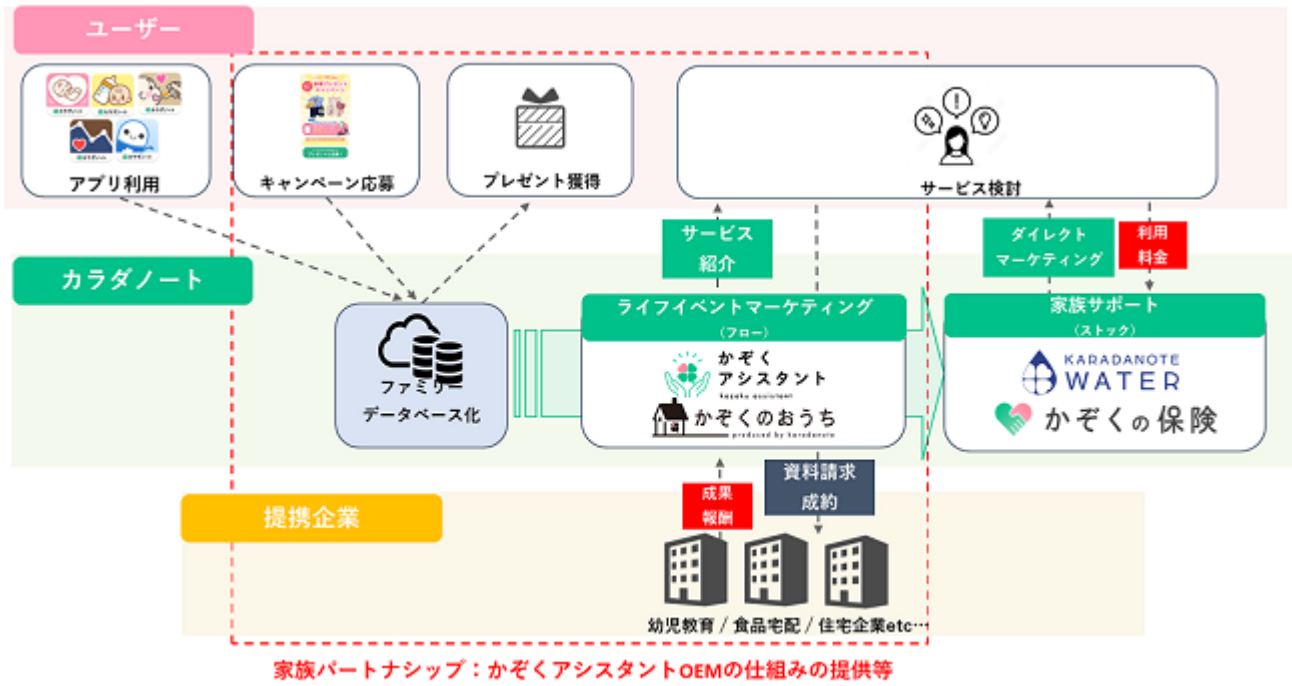 ユーザー
アプリ利用
キャンペーン応募
プレゼント獲得
サービス検討
サービス
紹介
ダイレクト
マーケティング
利用
料金
カラダノート
ファミリー
データベース化
ライフイベントマーケティング
(フロー)
かぞく
アシスタント
kazoku assistant
かぞくのおうち
produced by karadanote
家族サポート
(ストック)
KARADANOTE
WATER
かぞくの保険
成果
報酬
資料請求
成約
提携企業
幼児教育 / 食品宅配 / 住宅企業etc…
家族パートナシップ：かぞくアシスタントOEMの仕組みの提供等